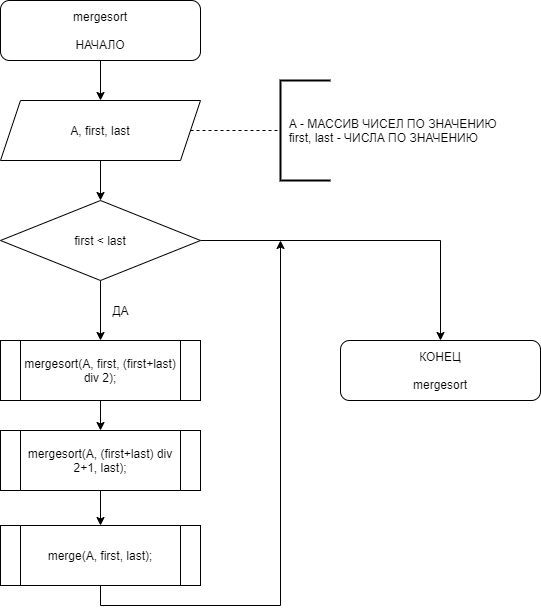 mergesort
НАЧАЛО
A, first, last
А - МАССИВ ЧИСЕЛ ПО ЗНАЧЕНИЮ
first, last - ЧИСЛА ПО ЗНАЧЕНИЮ
first < last
ДА
mergesort(A, first, (first+last)
div 2);
КОНЕЦ
mergesort
mergesort(A, (first+last) div
2+1, last);
merge(A, first, last);